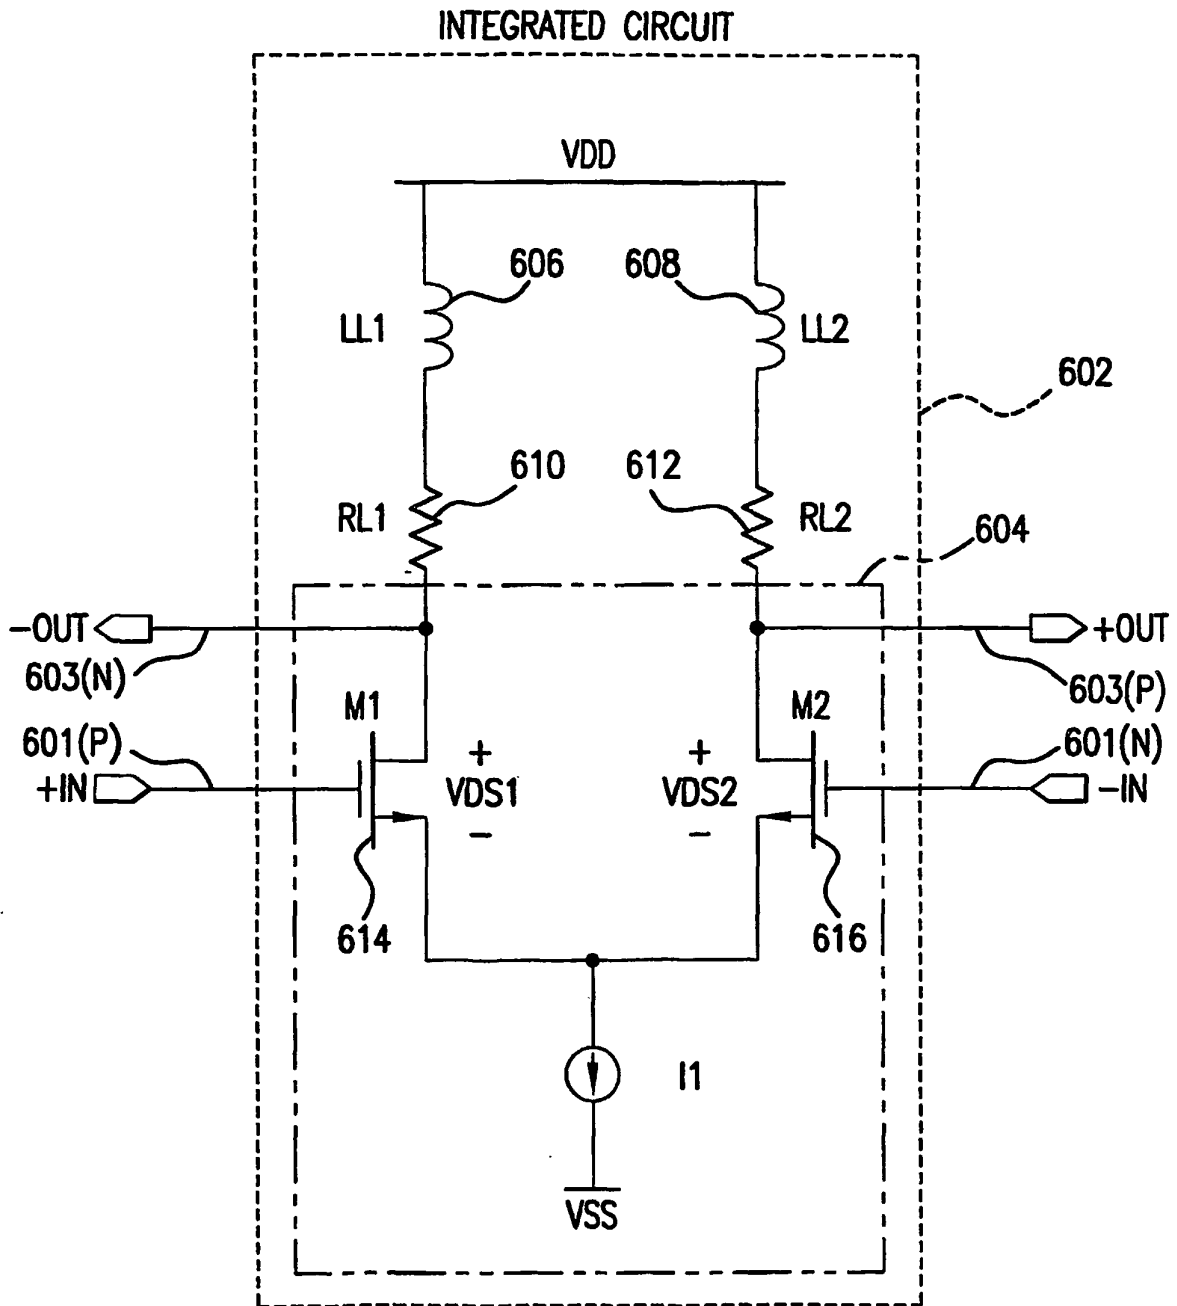 INTEGRATED CIRCUIT
VDD
606
608
LL1
LL2
602
610
612
RL1
RL2
604
-OUT
+OUT
603(N)
603(P)
M1
M2
601(P)
601(N)
+IN
+
VDS1
-
+
VDS2
-
-IN
614
616
I1
VSS